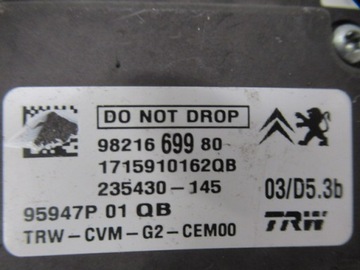 DO NOT DROP
98216 699 80
1715910162QB
235430-145
03/D5.3b
95947P 01 QB
TRW
TRW-CVM-G2-CEM00